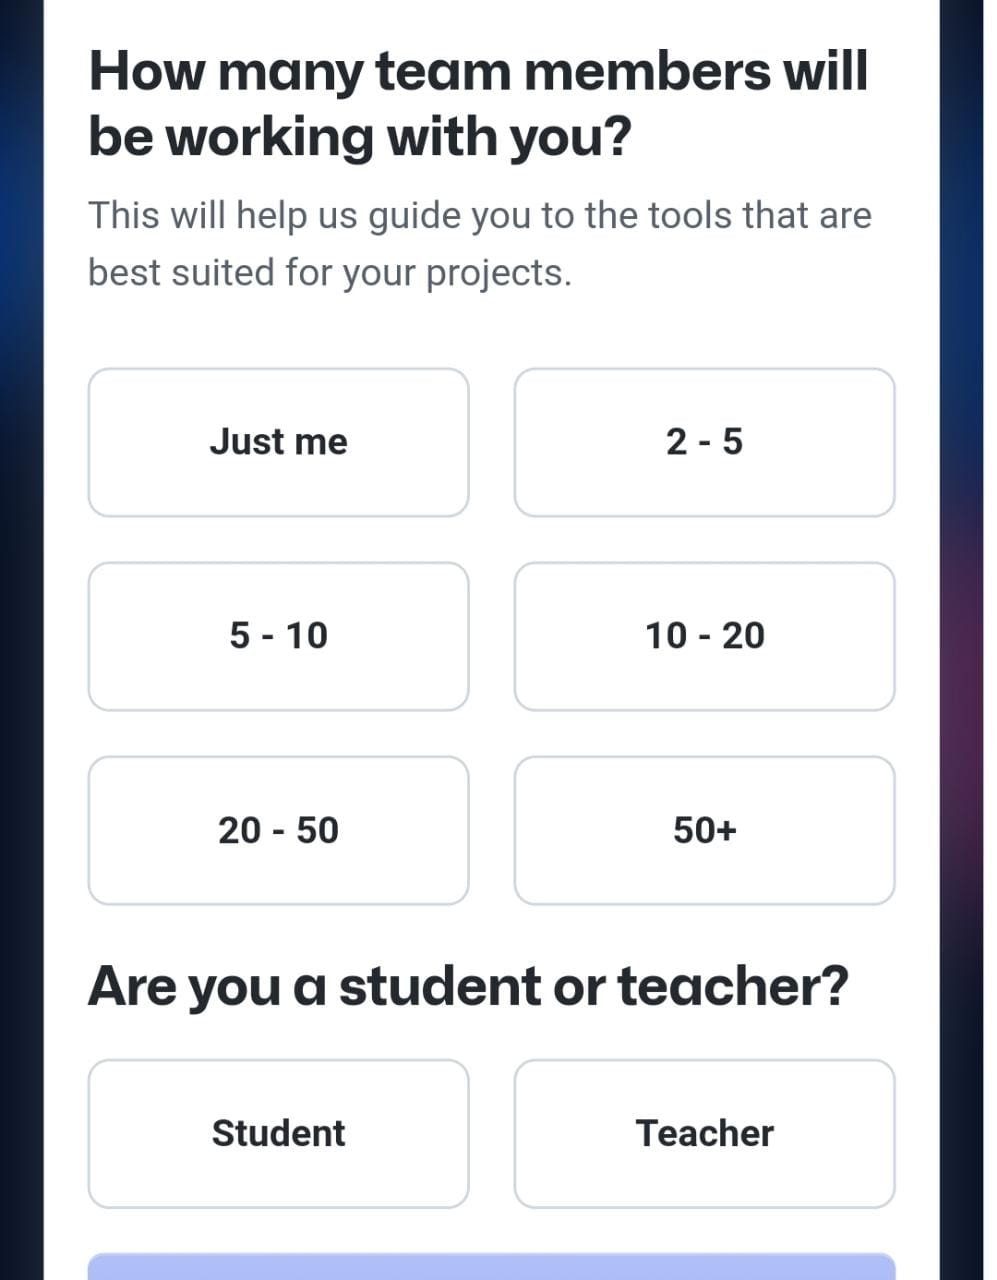 How many team members will
be working with you?
This will help us guide you to the tools that are
best suited for your projects.
Just me
2 - 5
5 - 10
10 - 20
20 - 50
50+
Are you a student or teacher?
Student
Teacher